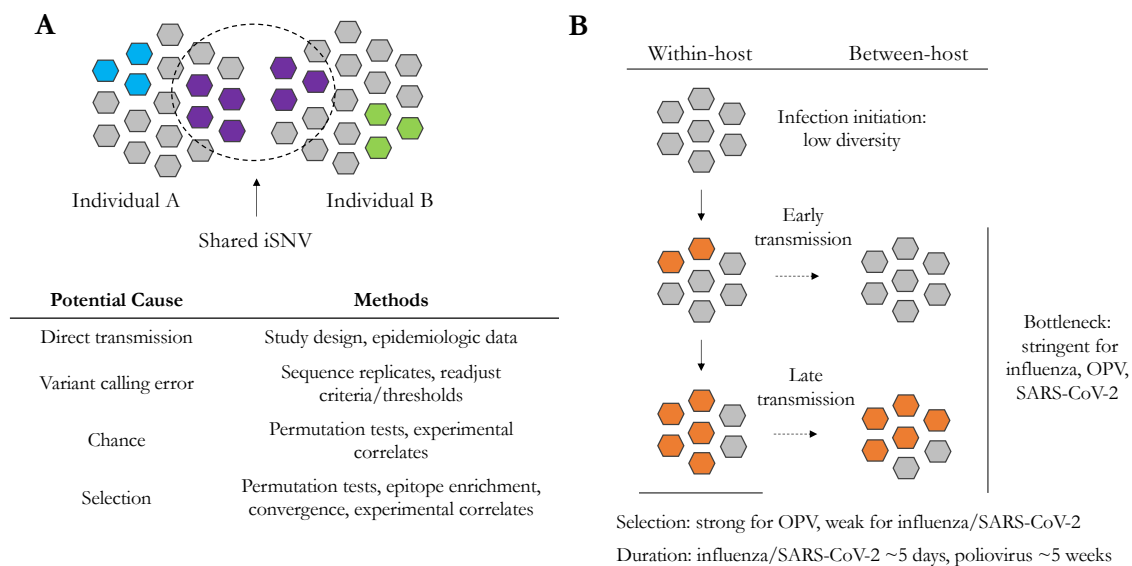 A
Individual A
Individual B
Shared iSNV
Potential Cause Methods
Direct transmission Study design, epidemiologic data
Variant calling error Sequence replicates, readjust
criteria/thresholds
Chance Permutation tests, experimental
correlates
Selection Permutation tests, epitope enrichment,
convergence, experimental correlates
B
Within-host Between-host
Infection initiation:
low diversity
Early
transmission
Late
transmission
Bottleneck:
stringent for
influenza, OPV,
SARS-CoV-2
Selection: strong for OPV, weak for influenza/SARS-CoV-2
Duration: influenza/SARS-CoV-2 ~5 days, poliovirus ~5 weeks